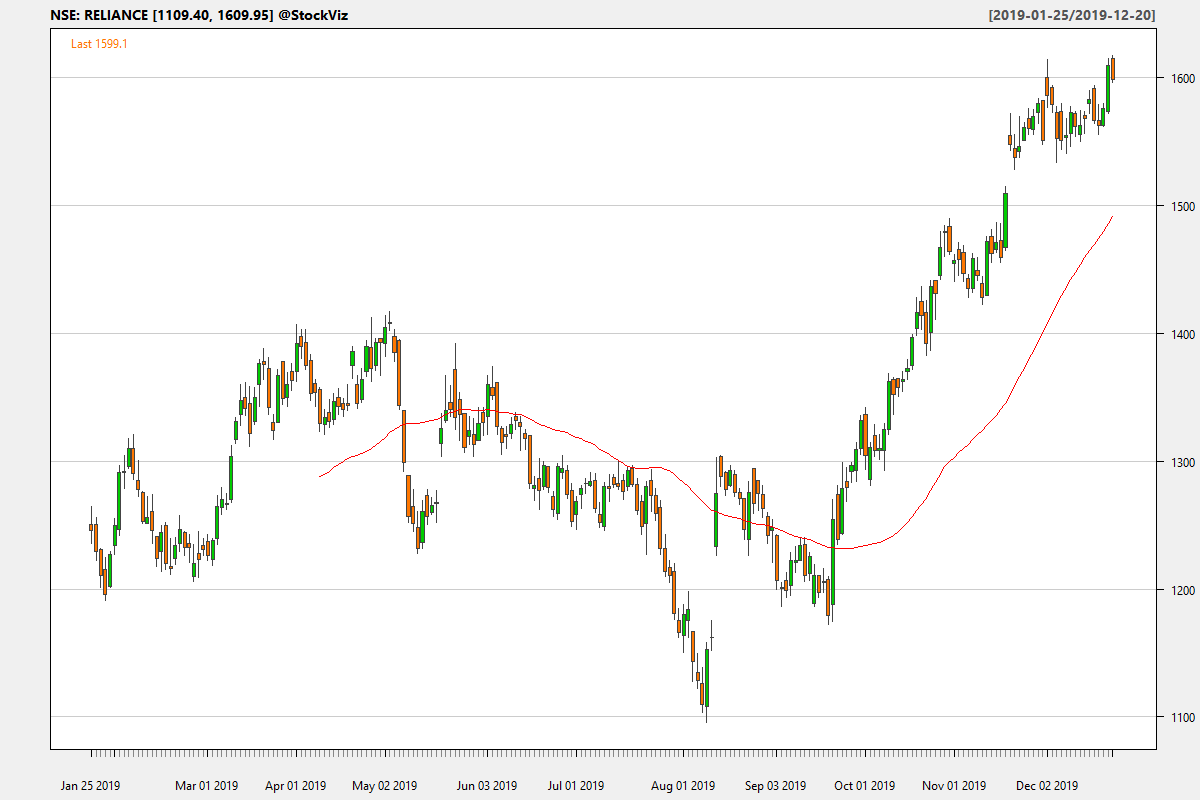 NSE: RELIANCE [1109.40, 1609.95] @StockViz [2019-01-25/2019-12-20]
Last 1599.1
1600
1500
1400
1300
1200
1100
Jan 25 2019 Mar 01 2019 Apr 01 2019 May 02 2019 Jun 03 2019 Jul 01 2019 Aug 01 2019 Sep 03 2019 Oct 01 2019 Nov 01 2019 Dec 02 2019